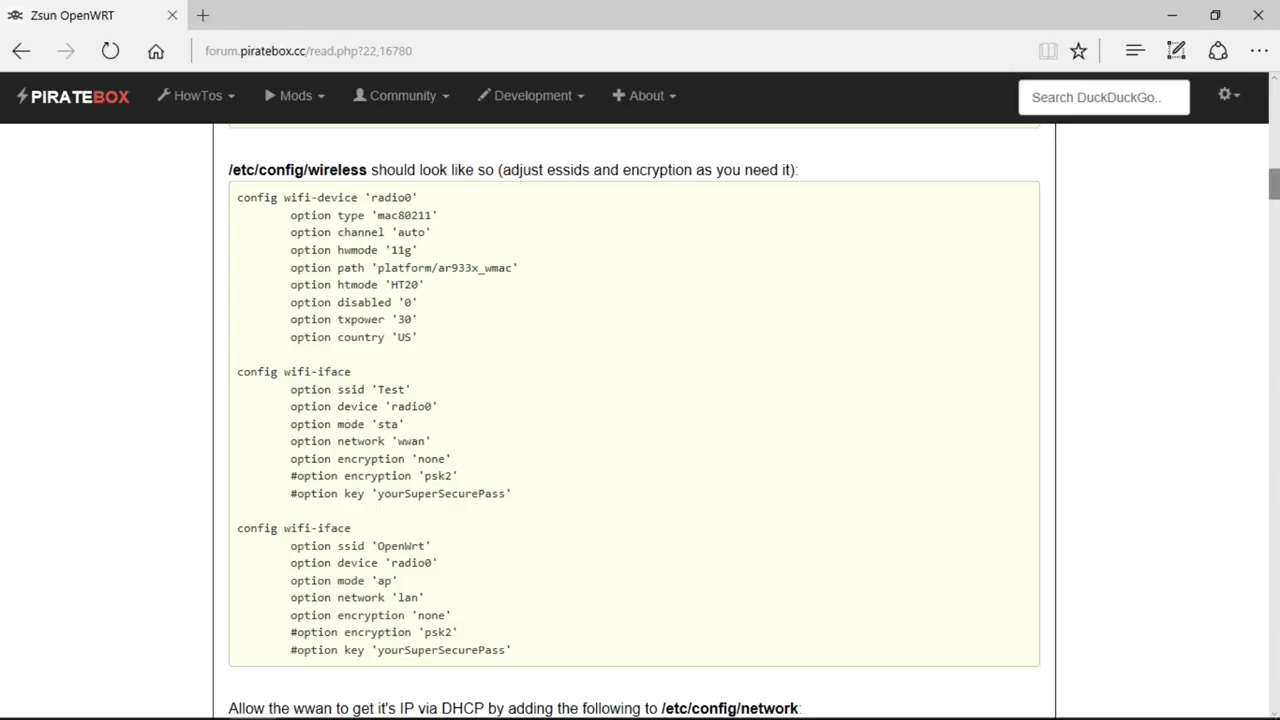 Zsun OpenWRT
forum.piratebox.cc/read.php?22,16780
PIRATEBOX HowTos Mods Community Development About Search DuckDuckGo..
/etc/config/wireless should look like so (adjust essids and encryption as you need it):
config wifi-device 'radio0'
option type 'mac80211'
option channel 'auto'
option hwmode '11g'
option path 'platform/ar933x_wmac'
option htmode 'HT20'
option disabled '0'
option txpower '30'
option country 'US'
config wifi-iface
option ssid 'Test'
option device 'radio0'
option mode 'sta'
option network 'wwan'
option encryption 'none'
#option encryption 'psk2'
#option key 'yourSuperSecurePass'
config wifi-iface
option ssid 'OpenWrt'
option device 'radio0'
option mode 'ap'
option network 'lan'
option encryption 'none'
#option encryption 'psk2'
#option key 'yourSuperSecurePass'
Allow the wwan to get it's IP via DHCP by adding the following to /etc/config/network: